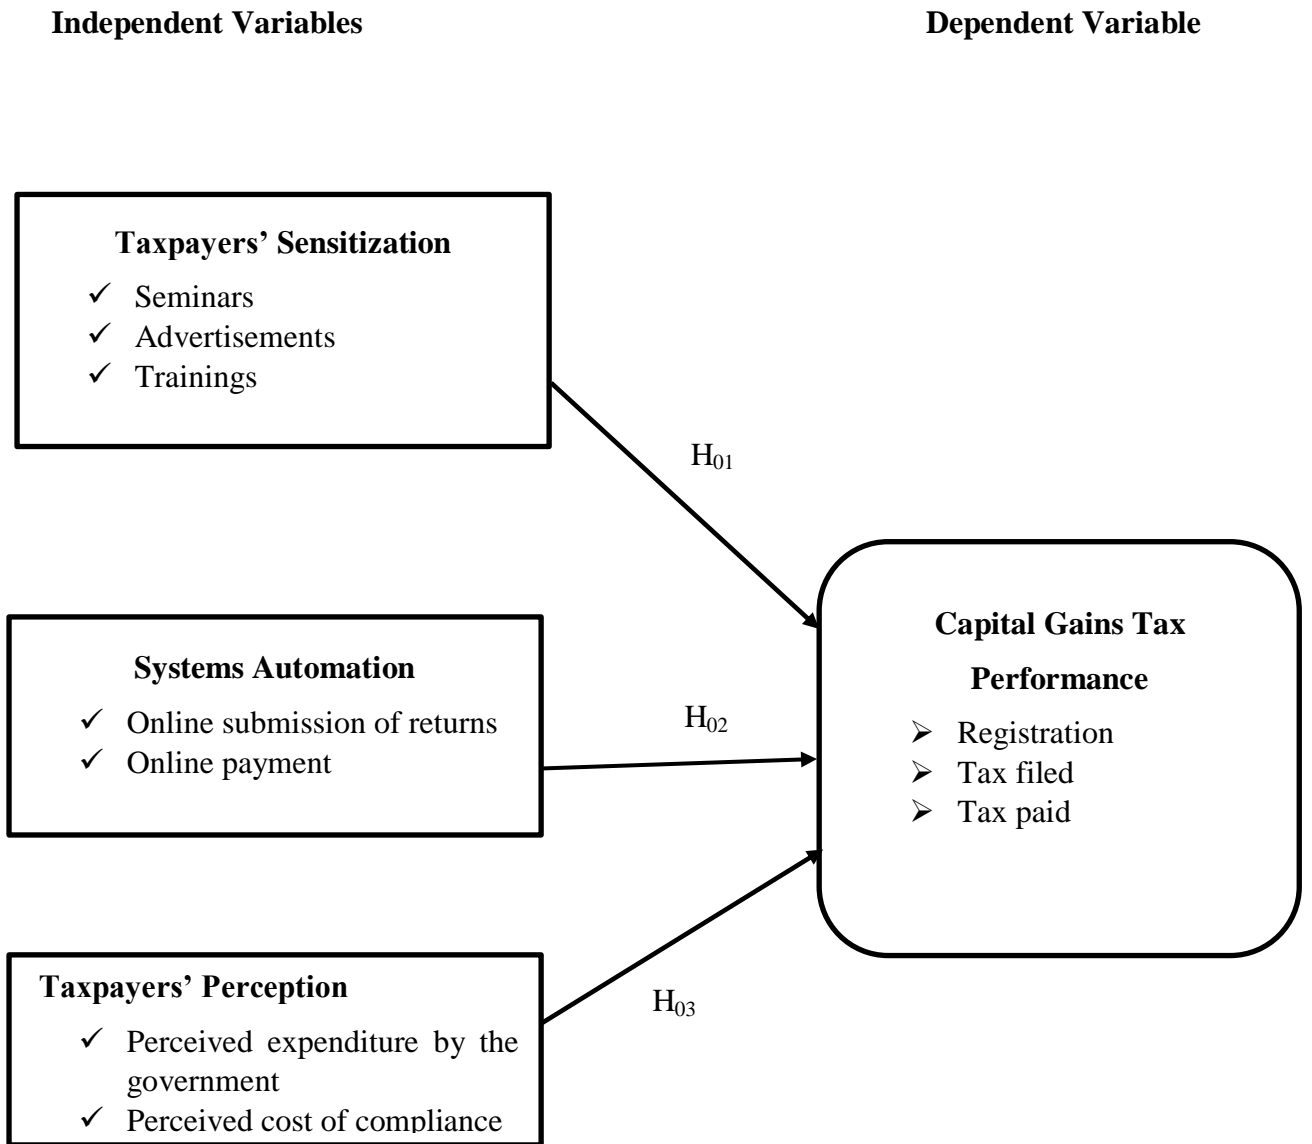 Independent Variables
Dependent Variable
Taxpayers’ Sensitization
✓ Seminars
✓ Advertisements
✓ Trainings
H01
Systems Automation
✓ Online submission of returns
✓ Online payment
H02
Capital Gains Tax
Performance
➢ Registration
➢ Tax filed
➢ Tax paid
Taxpayers’ Perception
✓ Perceived expenditure by the
government
✓ Perceived cost of compliance
H03